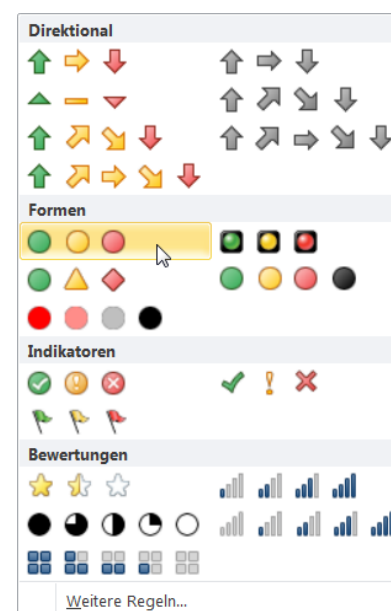 Direktional
Formen
Indikatoren
Bewertungen
Weitere Regeln...